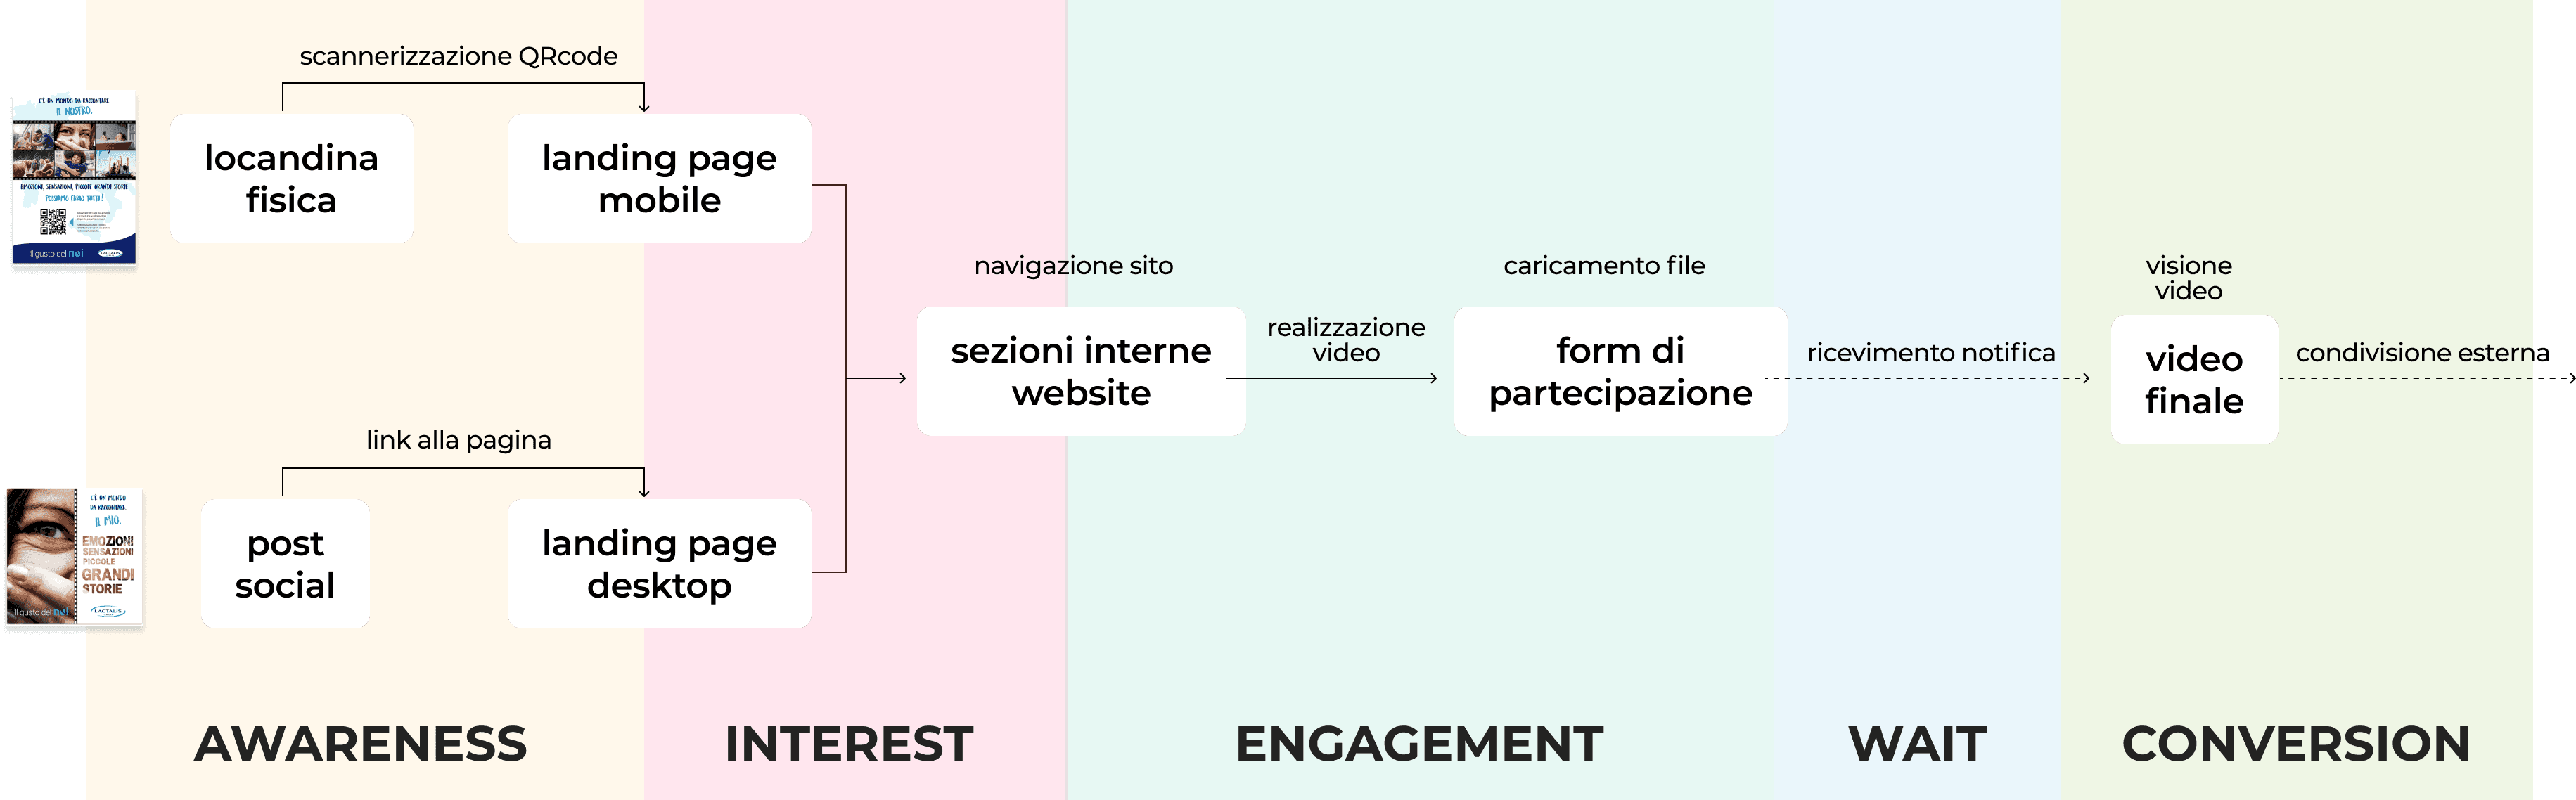 scannerizzazione QRcode
C'È UN MONDO DA RACCONTARE.
IL NOSTRO.
EMOZIONI, SENSAZIONI, PICCOLE GRANDI STORIE
POSSIAMO FARLO TUTTI!
Il gusto del noi
LACTALIS
locandina
fisica
landing page
mobile
link alla pagina
C'È UN MONDO
DA RACCONTARE.
IL MIO.
EMOZIONI
SENSAZIONI
PICCOLE
GRANDI
STORIE
Il gusto del noi
LACTALIS
post
social
landing page
desktop
navigazione sito
sezioni interne
website
realizzazione
video
caricamento file
form di
partecipazione
ricevimento notifica
visione
video
video
finale
condivisione esterna
AWARENESS
INTEREST
ENGAGEMENT
WAIT
CONVERSION